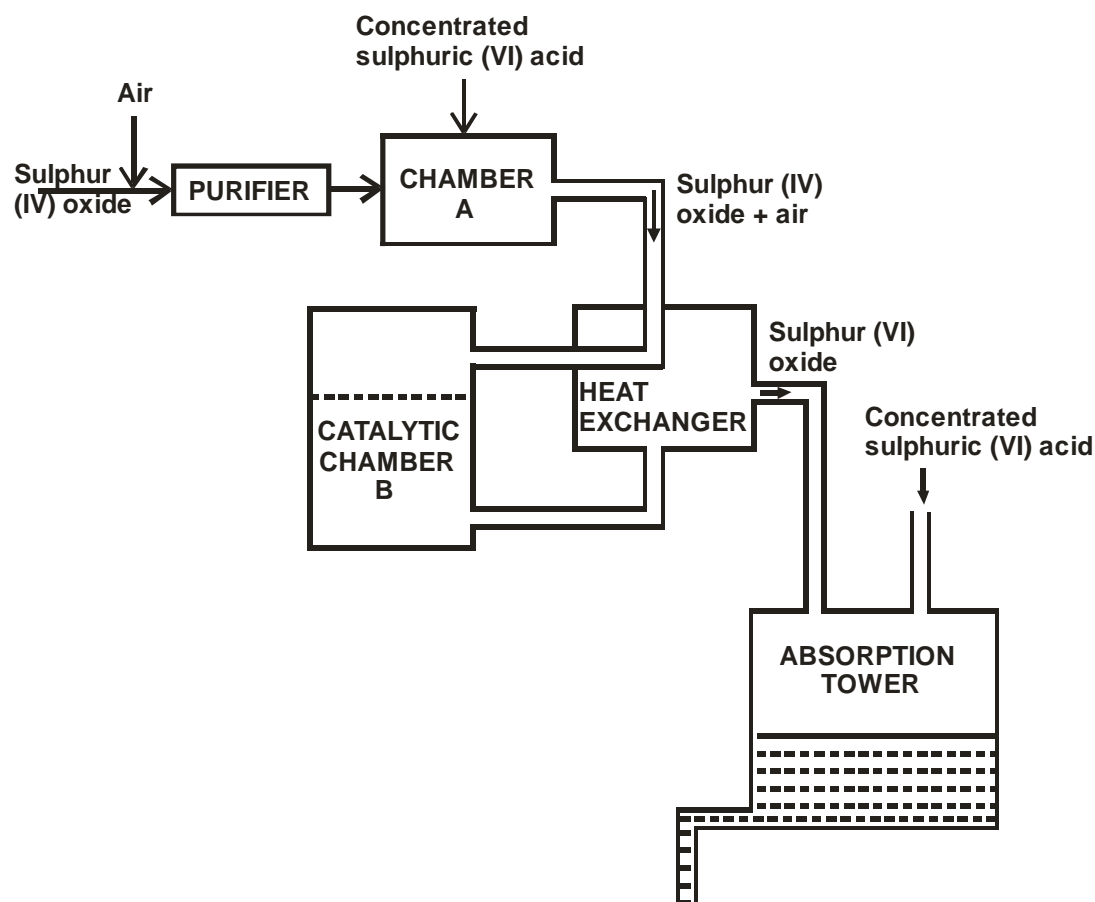 Concentrated
sulphuric (VI) acid
Air
Sulphur
(IV) oxide
PURIFIER
CHAMBER
A
Sulphur (IV)
oxide + air
Sulphur (VI)
oxide
HEAT
EXCHANGER
CATALYTIC
CHAMBER
B
Concentrated
sulphuric (VI) acid
ABSORPTION
TOWER